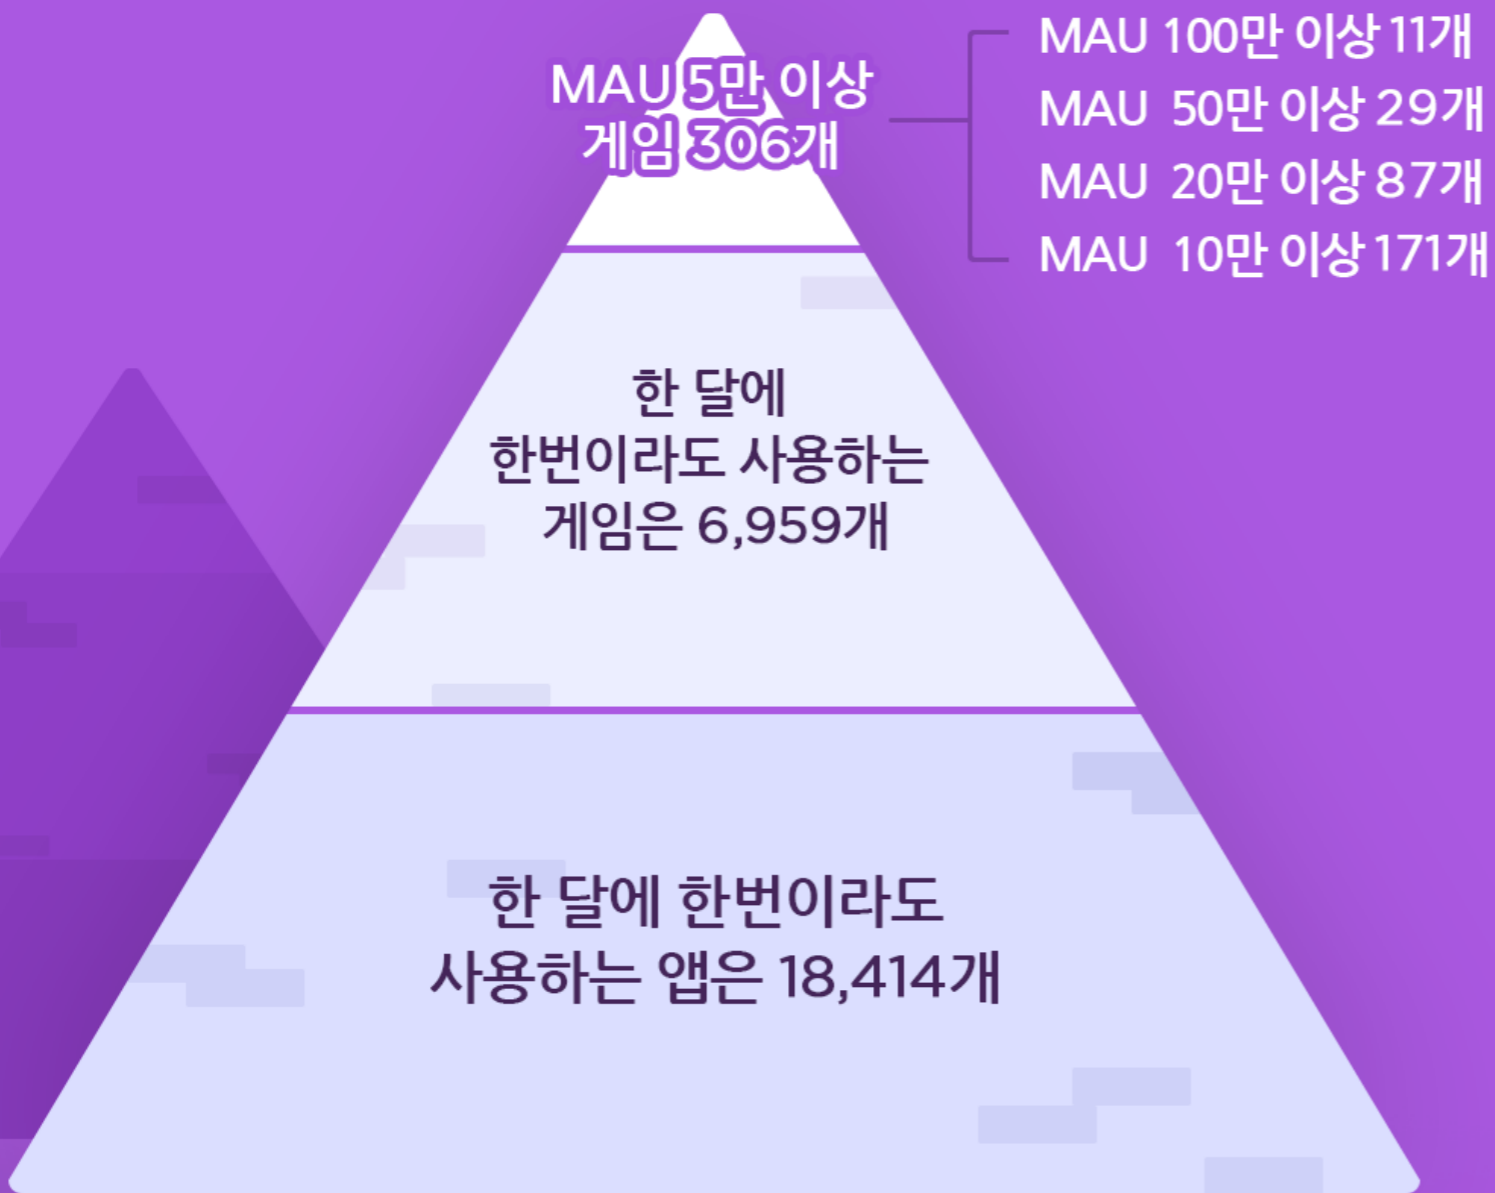 MAU 5만 이상
게임 306개
MAU 100만 이상 11개
MAU 50만 이상 29개
MAU 20만 이상 87개
MAU 10만 이상 171개
한 달에
한번이라도 사용하는
게임은 6,959개
한 달에 한번이라도
사용하는 앱은 18,414개